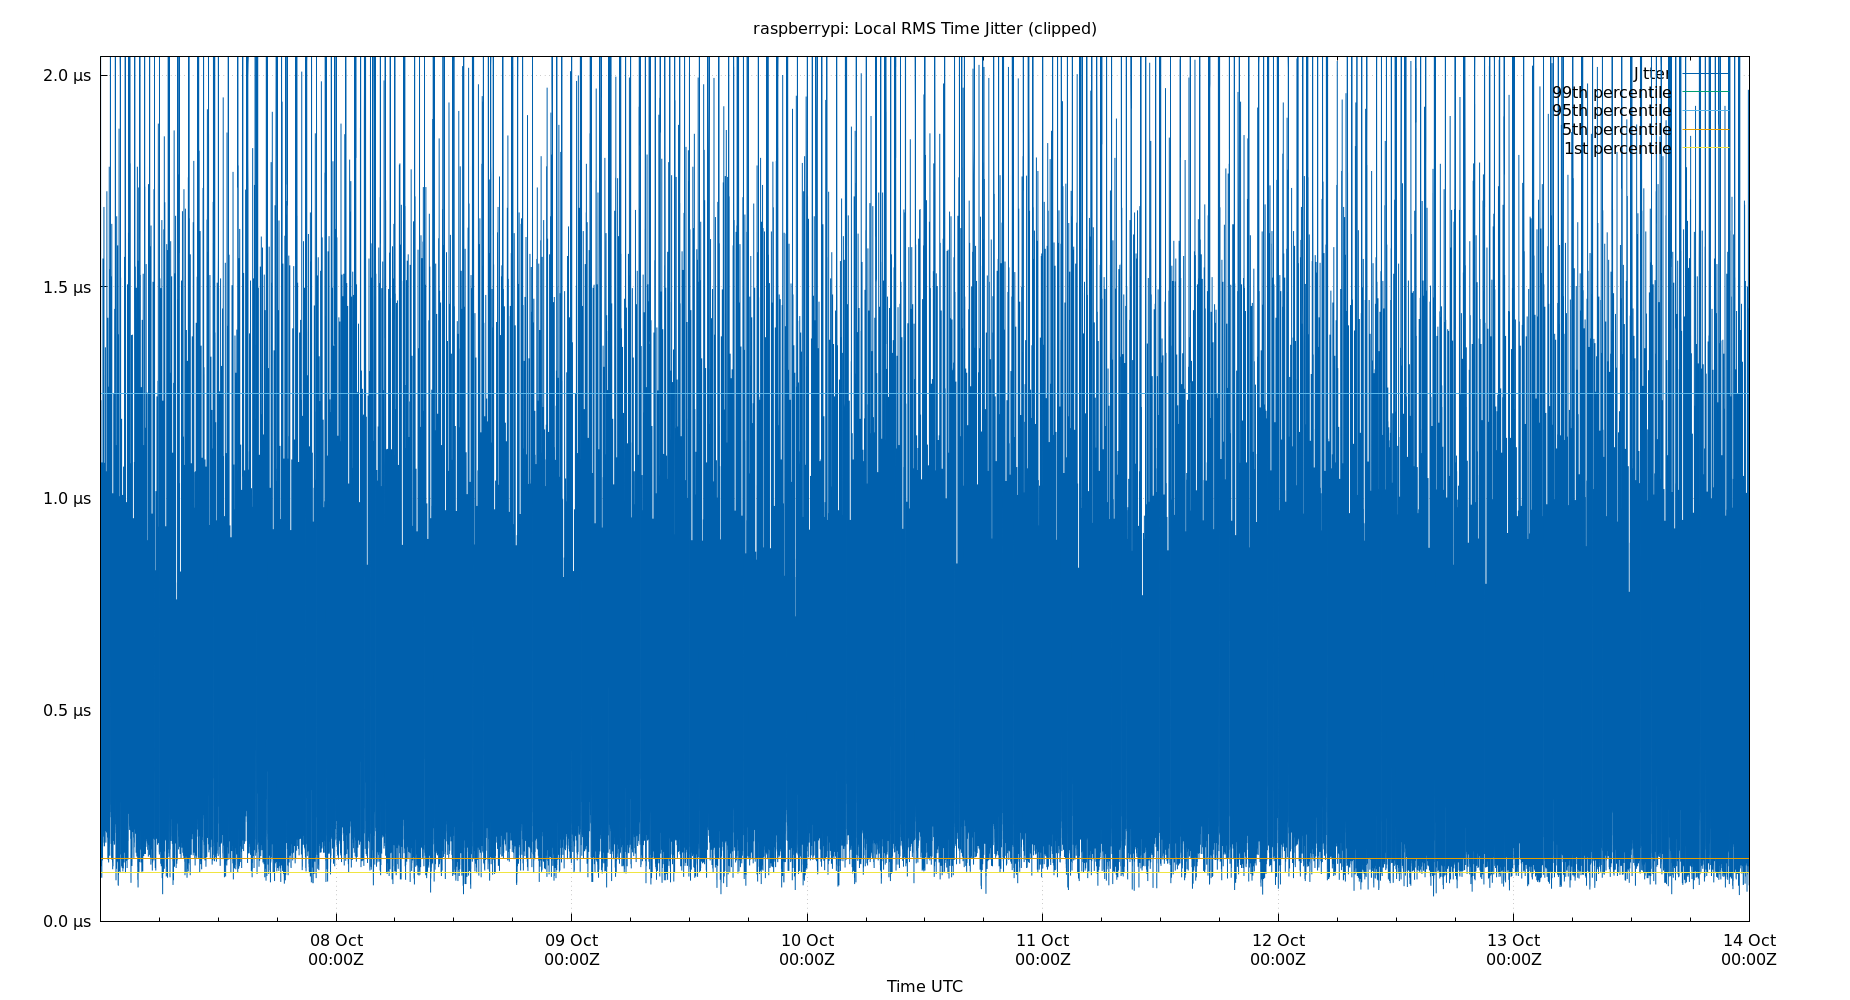 raspberrypi: Local RMS Time Jitter (clipped)
2.0 µs
1.5 µs
1.0 µs
0.5 µs
0.0 µs
Jitter
99th percentile
95th percentile
5th percentile
1st percentile
08 Oct
00:00Z
09 Oct
00:00Z
10 Oct
00:00Z
11 Oct
00:00Z
12 Oct
00:00Z
13 Oct
00:00Z
14 Oct
00:00Z
Time UTC